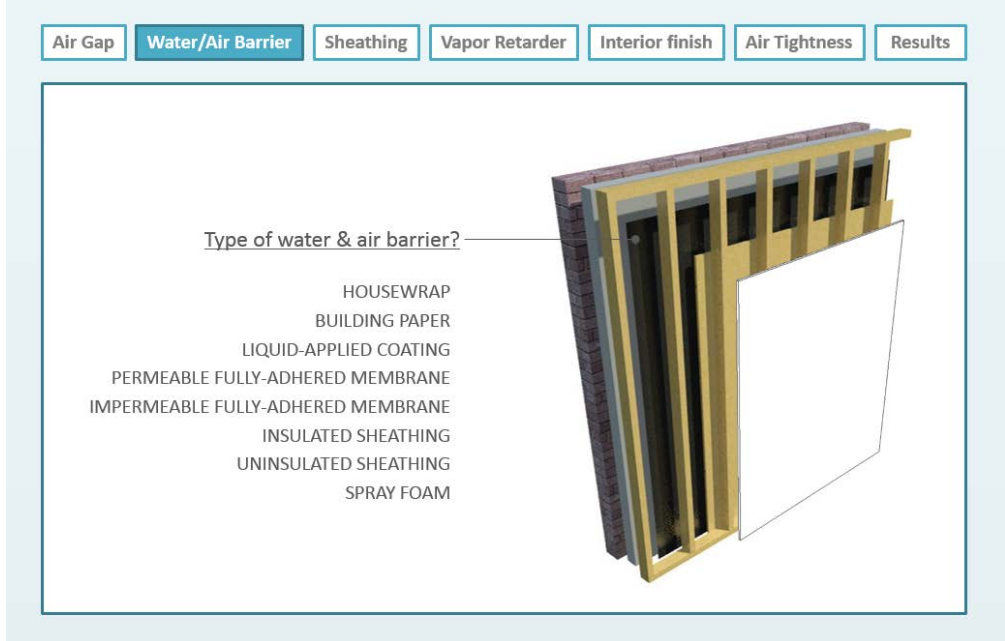 Air Gap
Water/Air Barrier
Sheathing
Vapor Retarder
Interior finish
Air Tightness
Results
Type of water & air barrier?
HOUSEWRAP
BUILDING PAPER
LIQUID-APPLIED COATING
PERMEABLE FULLY-ADHERED MEMBRANE
IMPERMEABLE FULLY-ADHERED MEMBRANE
INSULATED SHEATHING
UNINSULATED SHEATHING
SPRAY FOAM